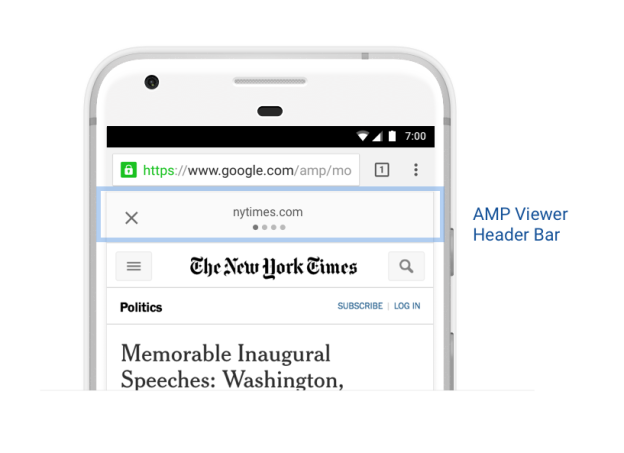 7:00
https://www.google.com/amp/mo
1
nytimes.com
AMP Viewer
Header Bar
The New York Times
Politics
SUBSCRIBE | LOG IN
Memorable Inaugural
Speeches: Washington,